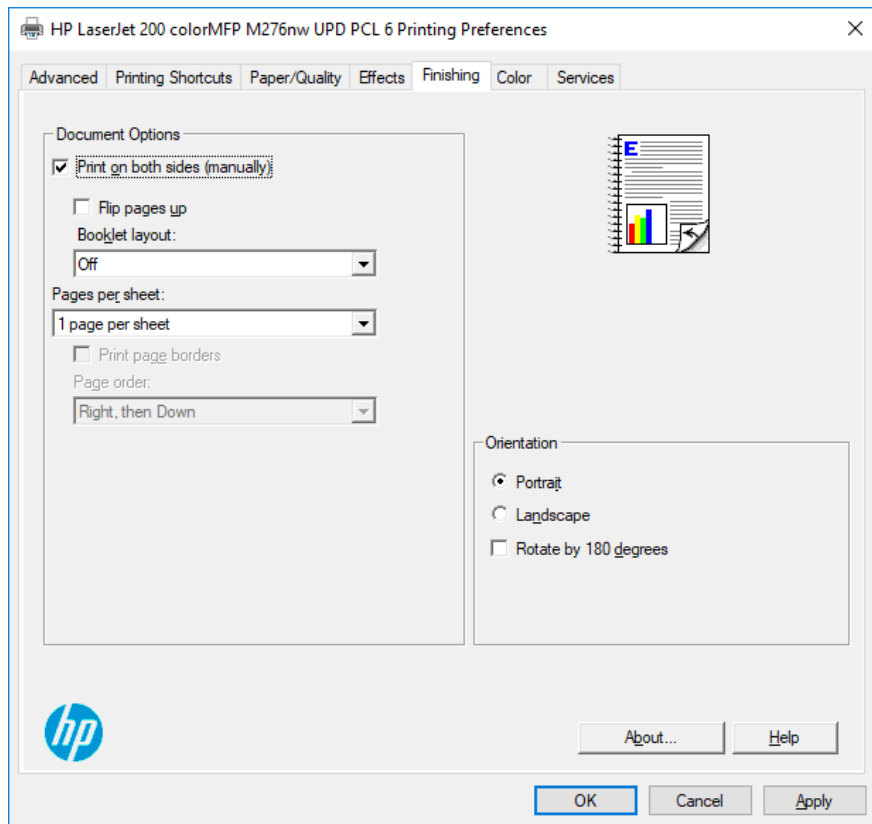 HP LaserJet 200 colorMFP M276nw UPD PCL 6 Printing Preferences
Advanced Printing Shortcuts Paper/Quality Effects Finishing Color Services
Document Options
Print on both sides (manually)
Flip pages up
Booklet layout:
Off
Pages per sheet:
1 page per sheet
Print page borders
Page order:
Right, then Down
E
Orientation
Portrait
Landscape
Rotate by 180 degrees
hp
About... Help
OK Cancel Apply